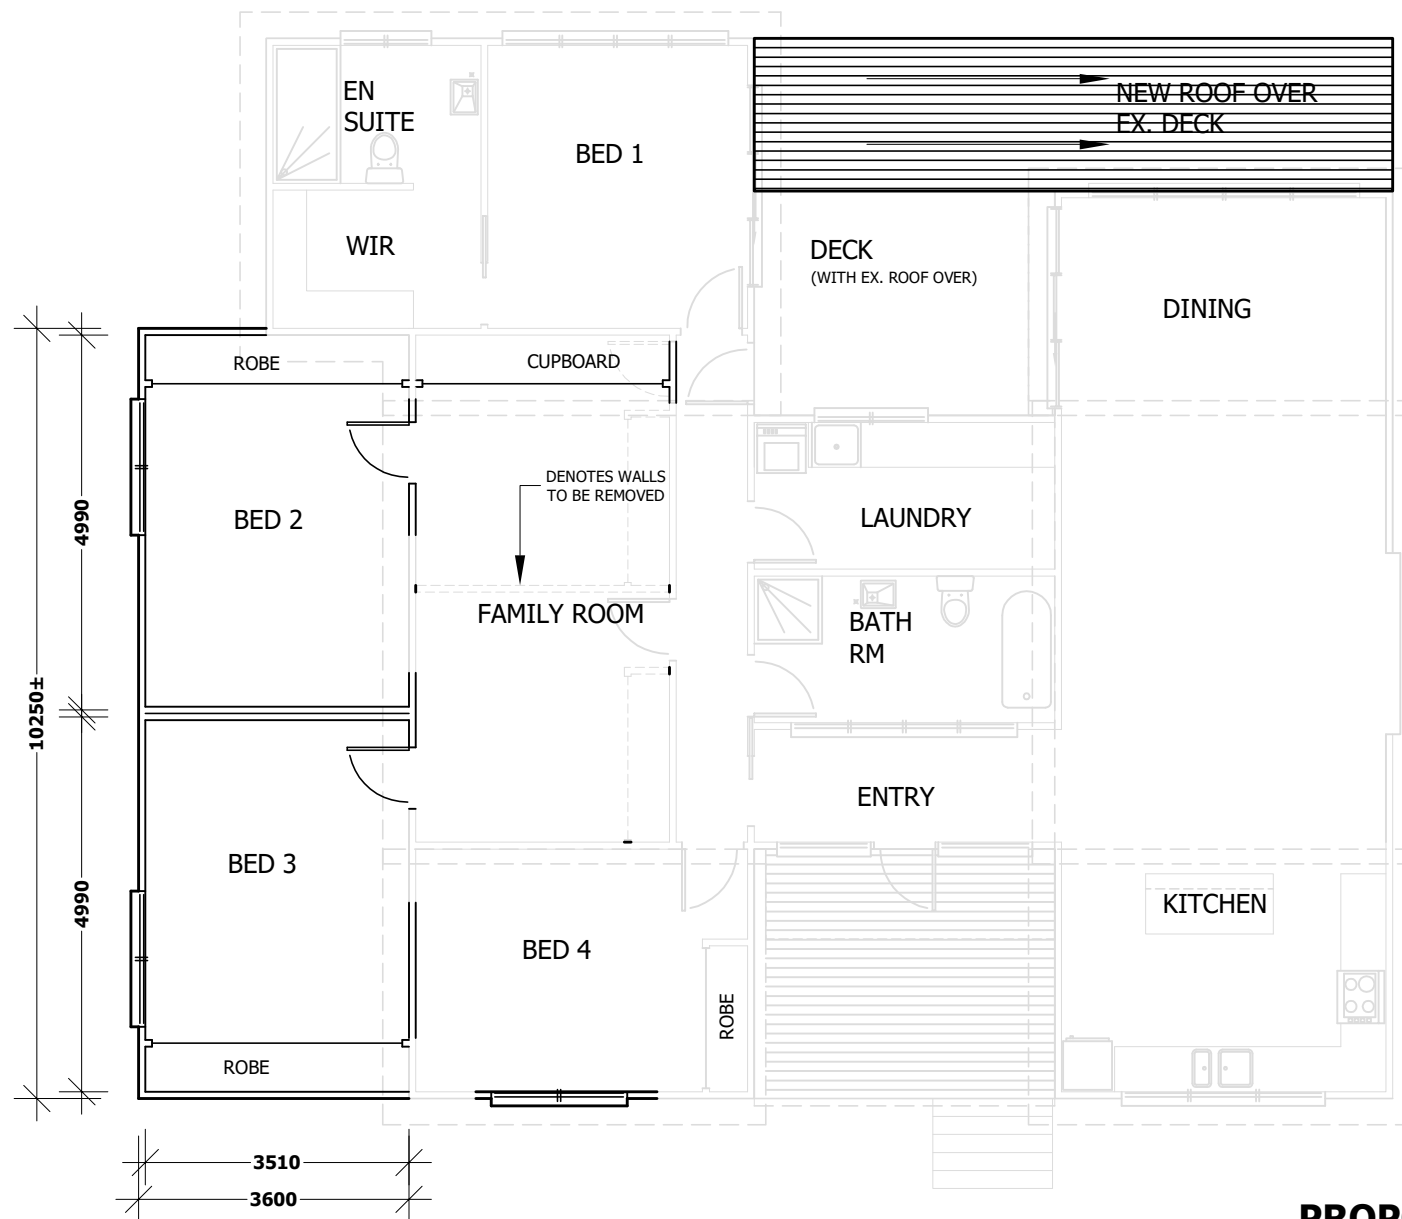 EN
SUITE
BED 1
NEW ROOF OVER
EX. DECK
WIR
DECK
(WITH EX. ROOF OVER)
DINING
ROBE
CUPBOARD
DENOTES WALLS
TO BE REMOVED
4990
BED 2
LAUNDRY
FAMILY ROOM
BATH
RM
10250±
ENTRY
BED 3
4990
KITCHEN
BED 4
ROBE
ROBE
3510
3600